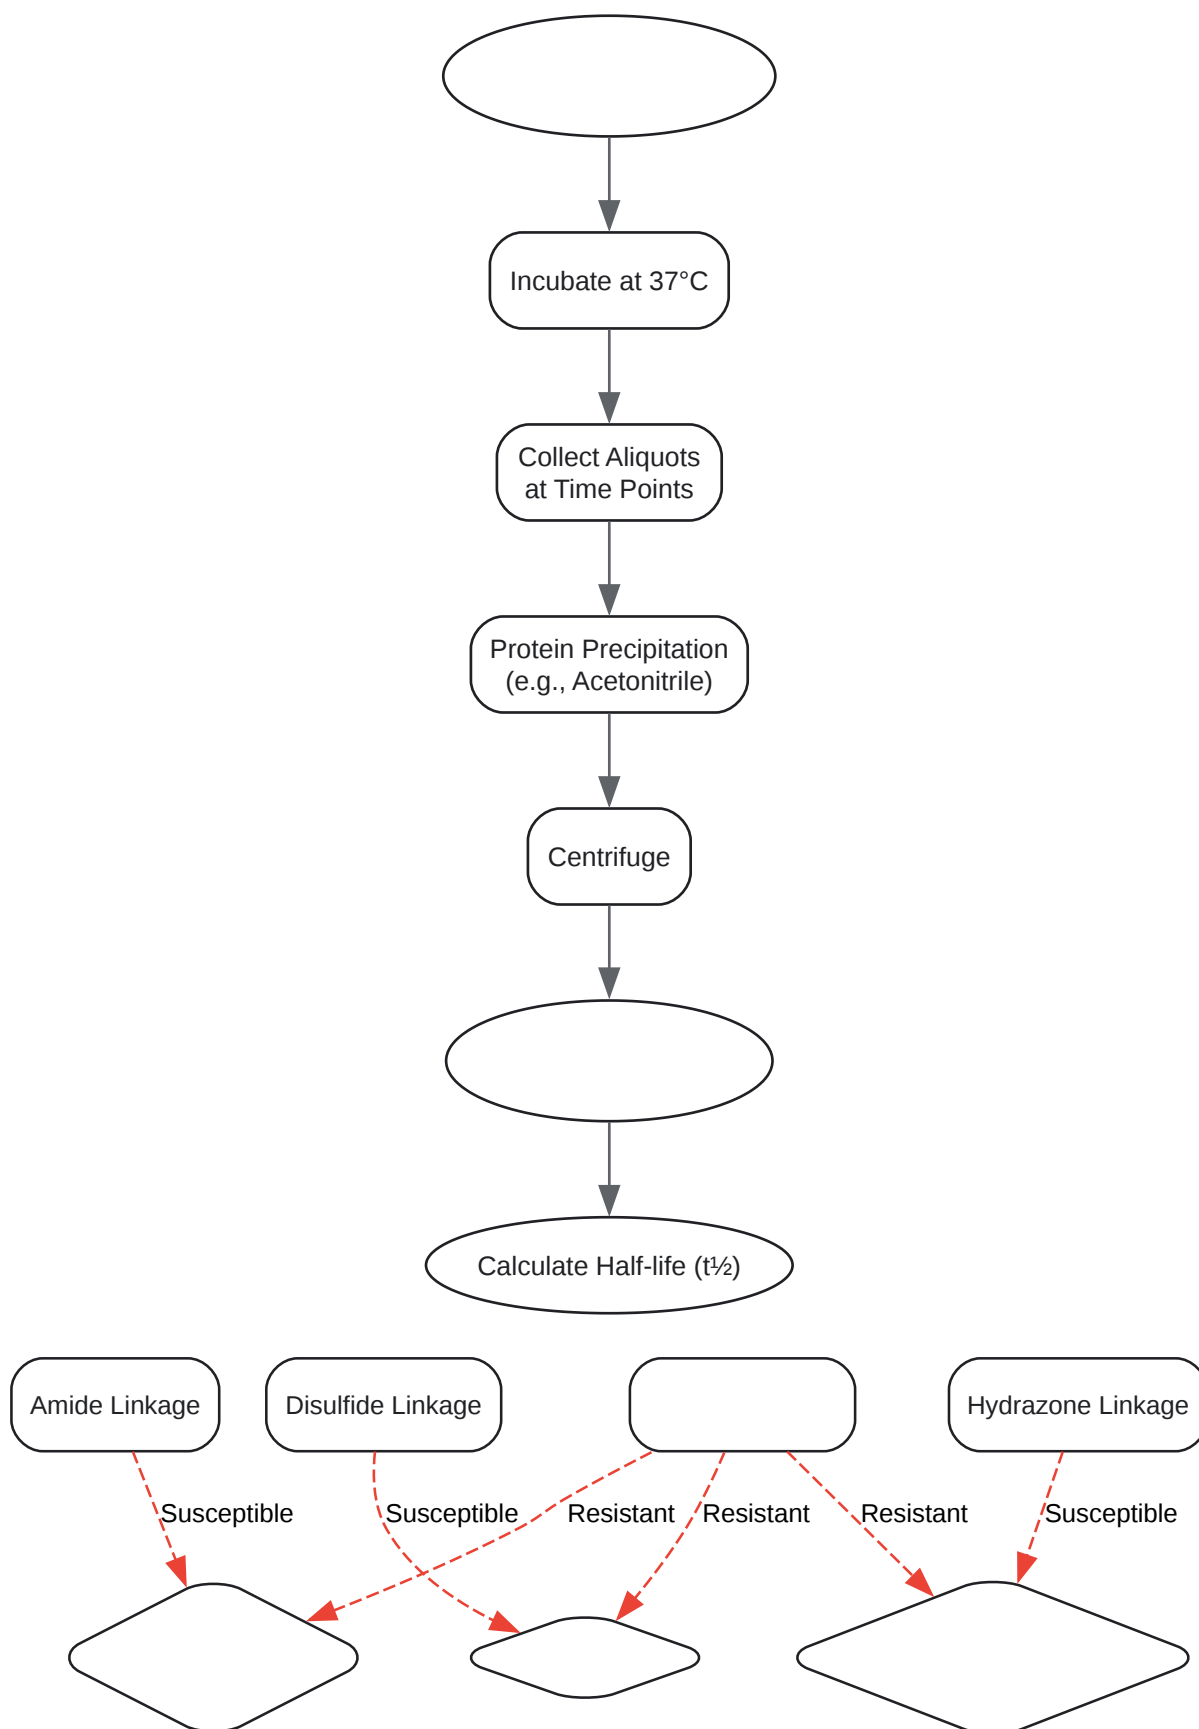 Incubate at 37°C
Collect Aliquots
at Time Points
Protein Precipitation
(e.g., Acetonitrile)
Centrifuge
Calculate Half-life (t½)
Amide Linkage
Disulfide Linkage
Hydrazone Linkage
Susceptible
Susceptible
Resistant
Resistant
Resistant
Susceptible